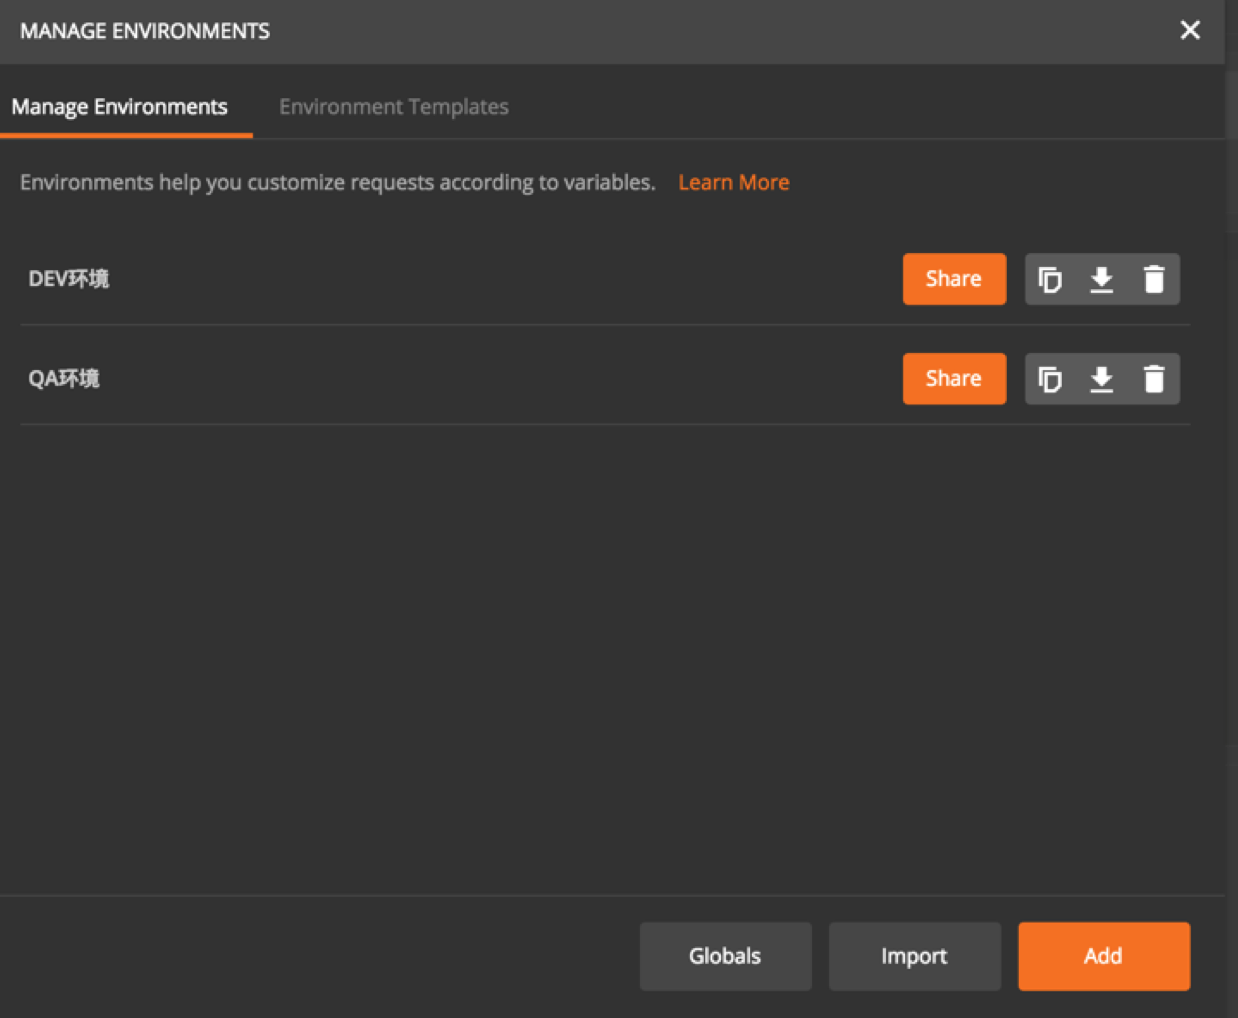 MANAGE ENVIRONMENTS
Manage Environments Environment Templates
Environments help you customize requests according to variables. Learn More
DEV环境 Share
QA环境 Share
Globals Import Add